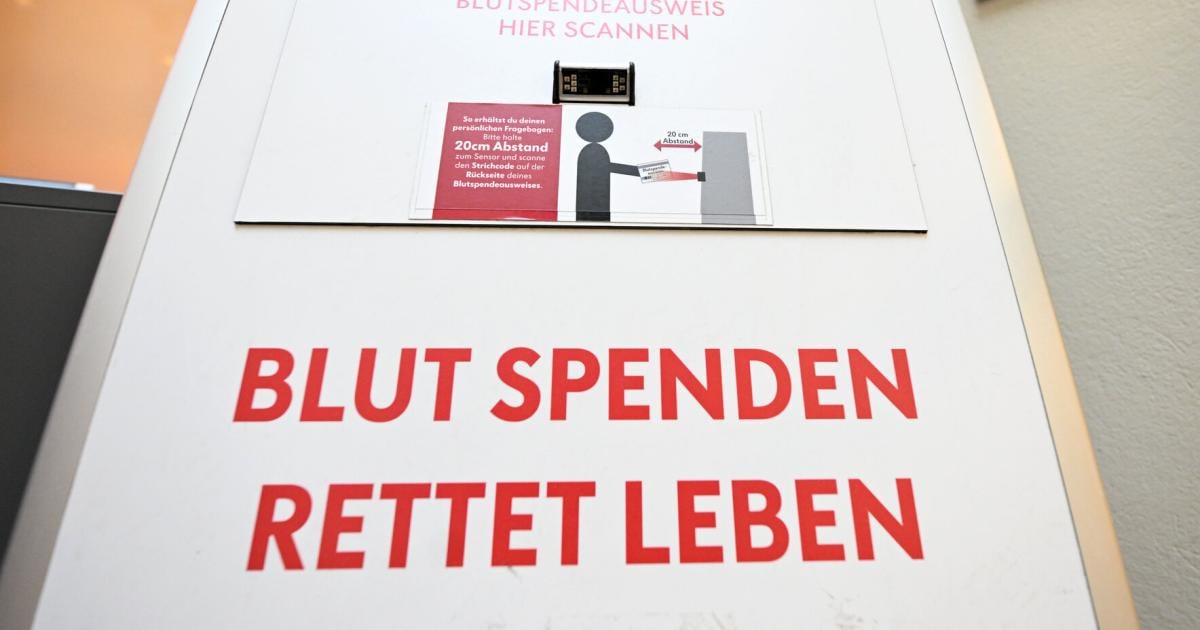 BLUTSPENDEAUSWEIS
HIER SCANNEN
So erhältst du deinen
persönlichen Fragebogen:
Bitte halte
20cm Abstand
zum Sensor und scanne
den Strichcode auf der
Rückseite deines
Blutspendeausweises.
20 cm
Abstand
BLUT SPENDEN
RETTET LEBEN